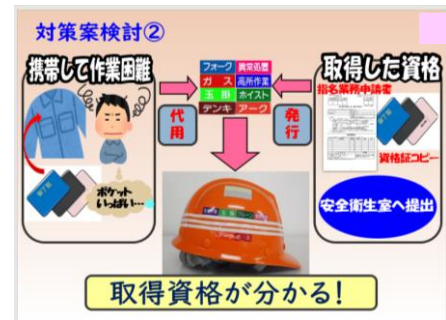 対策案検討②
携帯して作業困難
ポケット
いっぱい…
フォーク 異常処置
ガス 高所作業
玉掛 ホイスト
デンキ アーク
代用
発行
取得した資格
指名業務申請者
資格証コピー
安全衛生室へ提出
取得資格が分かる!